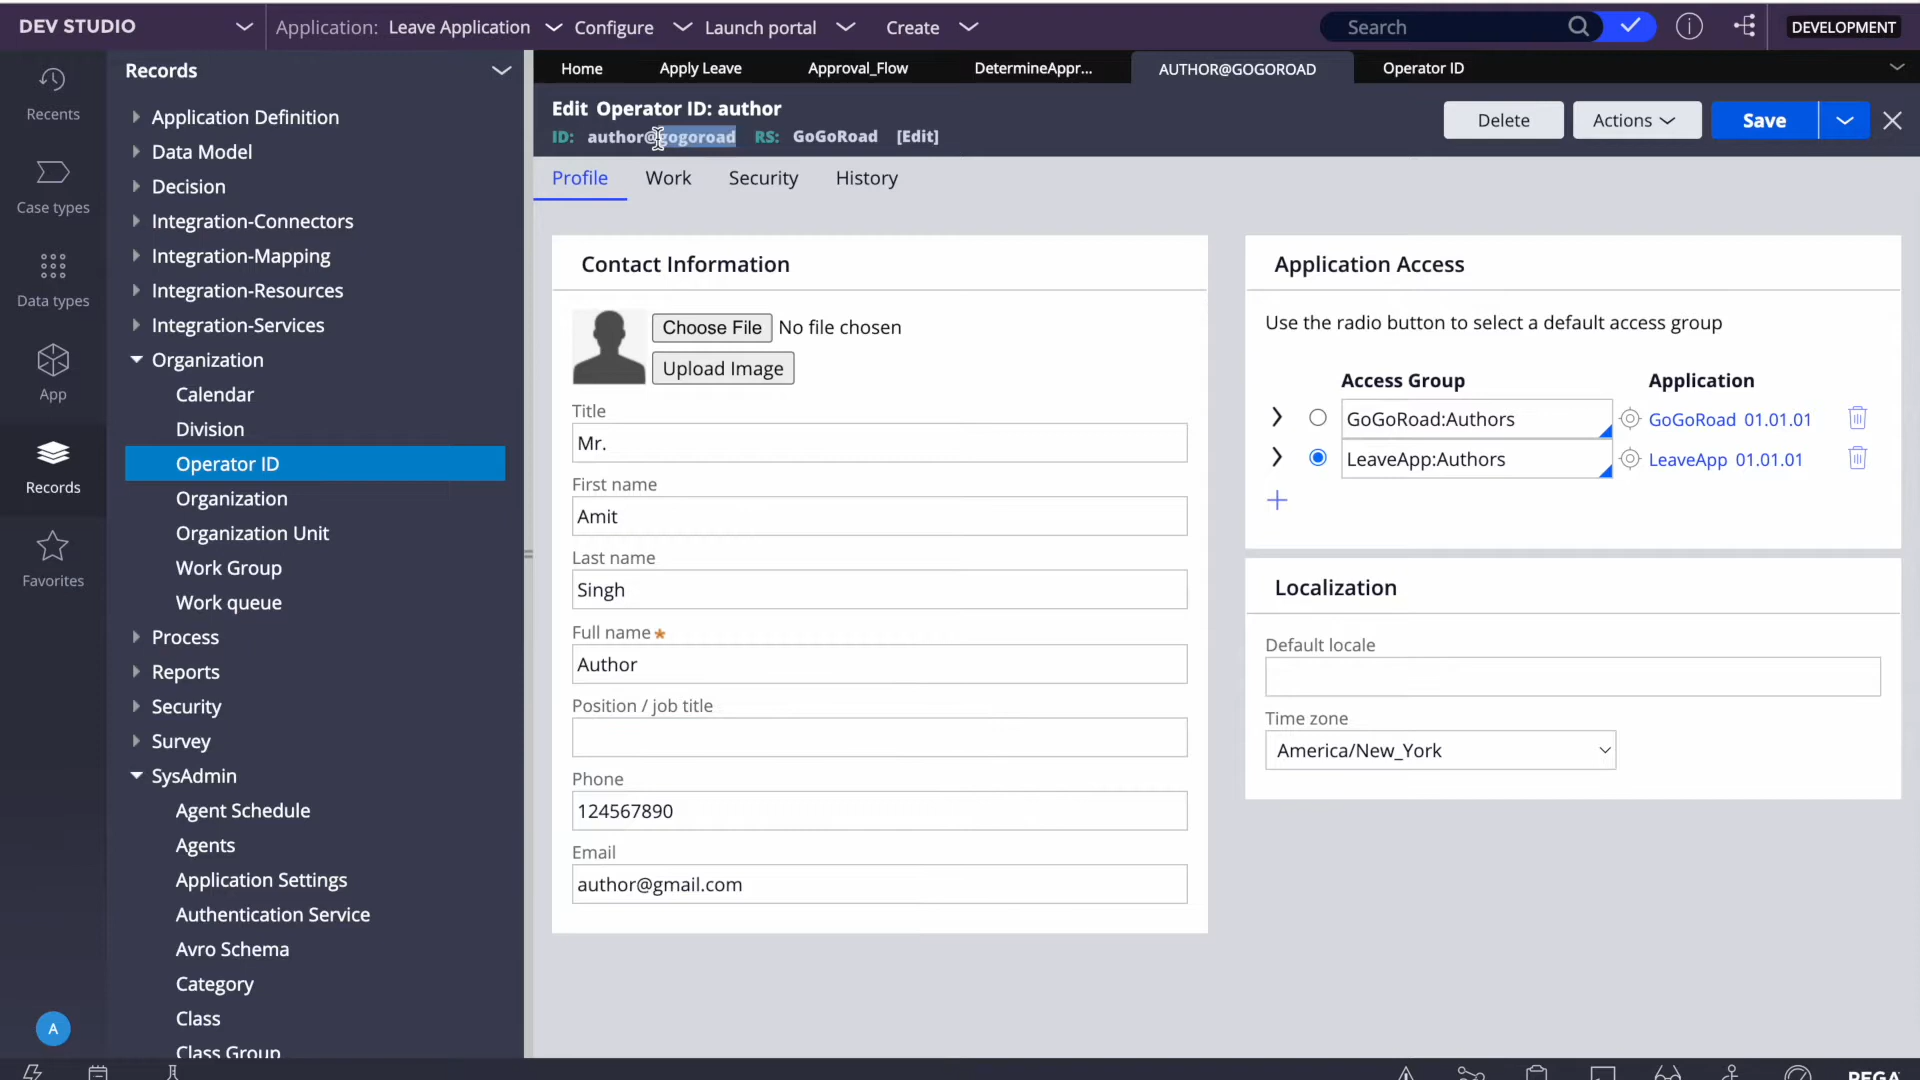 DEV STUDIO
Application: Leave Application
Configure
Launch portal
Create
Search
DEVELOPMENT
Recents
Case types
Data types
App
Records
Favorites
A
Records
Application Definition
Data Model
Decision
Integration-Connectors
Integration-Mapping
Integration-Resources
Integration-Services
Organization
Calendar
Division
Operator ID
Organization
Organization Unit
Work Group
Work queue
Process
Reports
Security
Survey
SysAdmin
Agent Schedule
Agents
Application Settings
Authentication Service
Avro Schema
Category
Class
Class Group
Home
Apply Leave
Approval_Flow
DetermineAppr...
AUTHOR@GOGOROAD
Operator ID
Edit Operator ID: author
ID: author@gogoroad RS: GoGoRoad [Edit]
Delete
Actions
Save
Profile
Work
Security
History
Contact Information
Choose File No file chosen
Upload Image
Title
Mr.
First name
Amit
Last name
Singh
Full name *
Author
Position / job title
Phone
124567890
Email
author@gmail.com
Application Access
Use the radio button to select a default access group
Access Group Application
GoGoRoad:Authors GoGoRoad 01.01.01
LeaveApp:Authors LeaveApp 01.01.01
Localization
Default locale
Time zone
America/New_York
PEGA